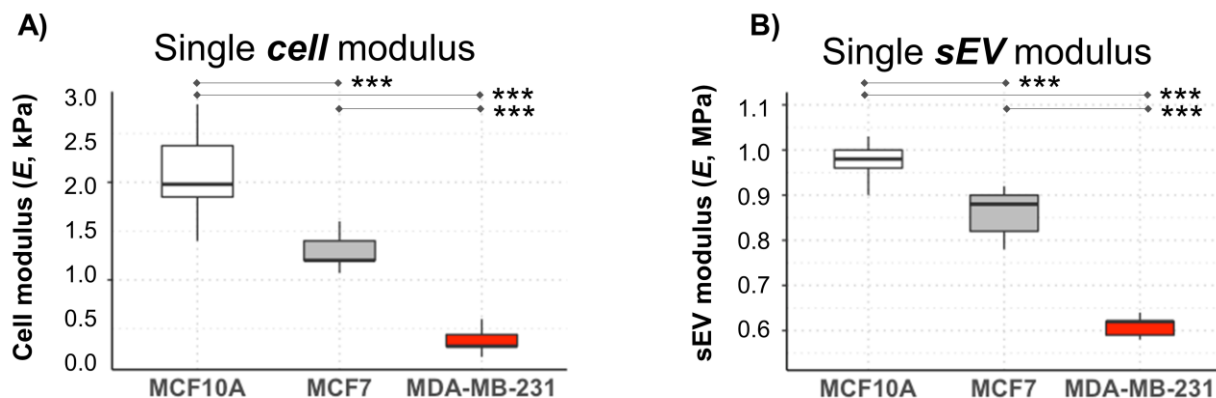 A)
Single cell modulus
***
***
***
Cell modulus (E, kPa)
3.0
2.5
2.0
1.5
1.0
0.5
0.0
MCF10A MCF7 MDA-MB-231
B)
Single sEV modulus
***
***
***
sEV modulus (E, MPa)
1.1
1.0
0.9
0.8
0.7
0.6
MCF10A MCF7 MDA-MB-231